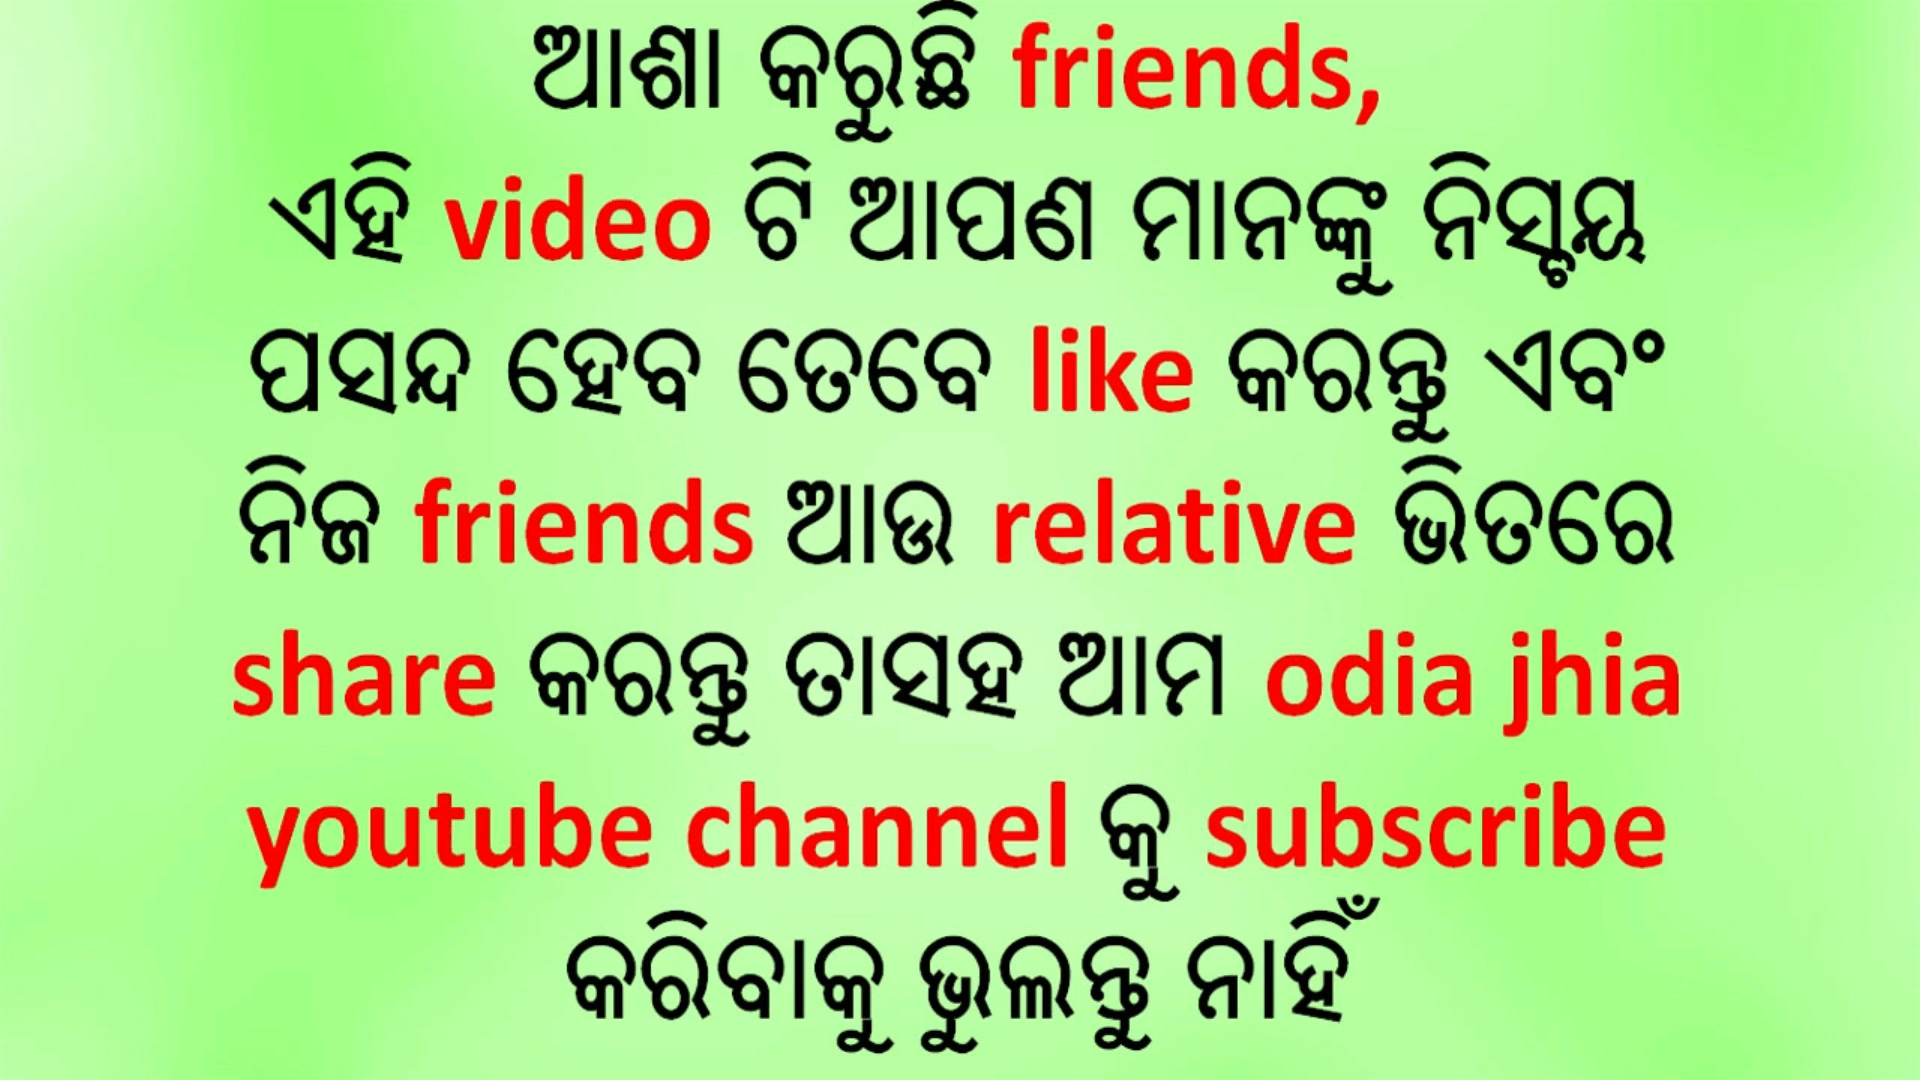 ଆଶା କରୁଛି friends,
ଏହି video ଟି ଆପଣ ମାନଙ୍କୁ ନିସ୍ଚୟ
ପସନ୍ଦ ହେବ ତେବେ like କରନ୍ତୁ ଏବଂ
ନିଜ friends ଆଉ relative ଭିତରେ
share କରନ୍ତୁ ତାସହ ଆମ odia jhia
youtube channel କୁ subscribe
କରିବାକୁ ଭୁଲନ୍ତୁ ନାହିଁ